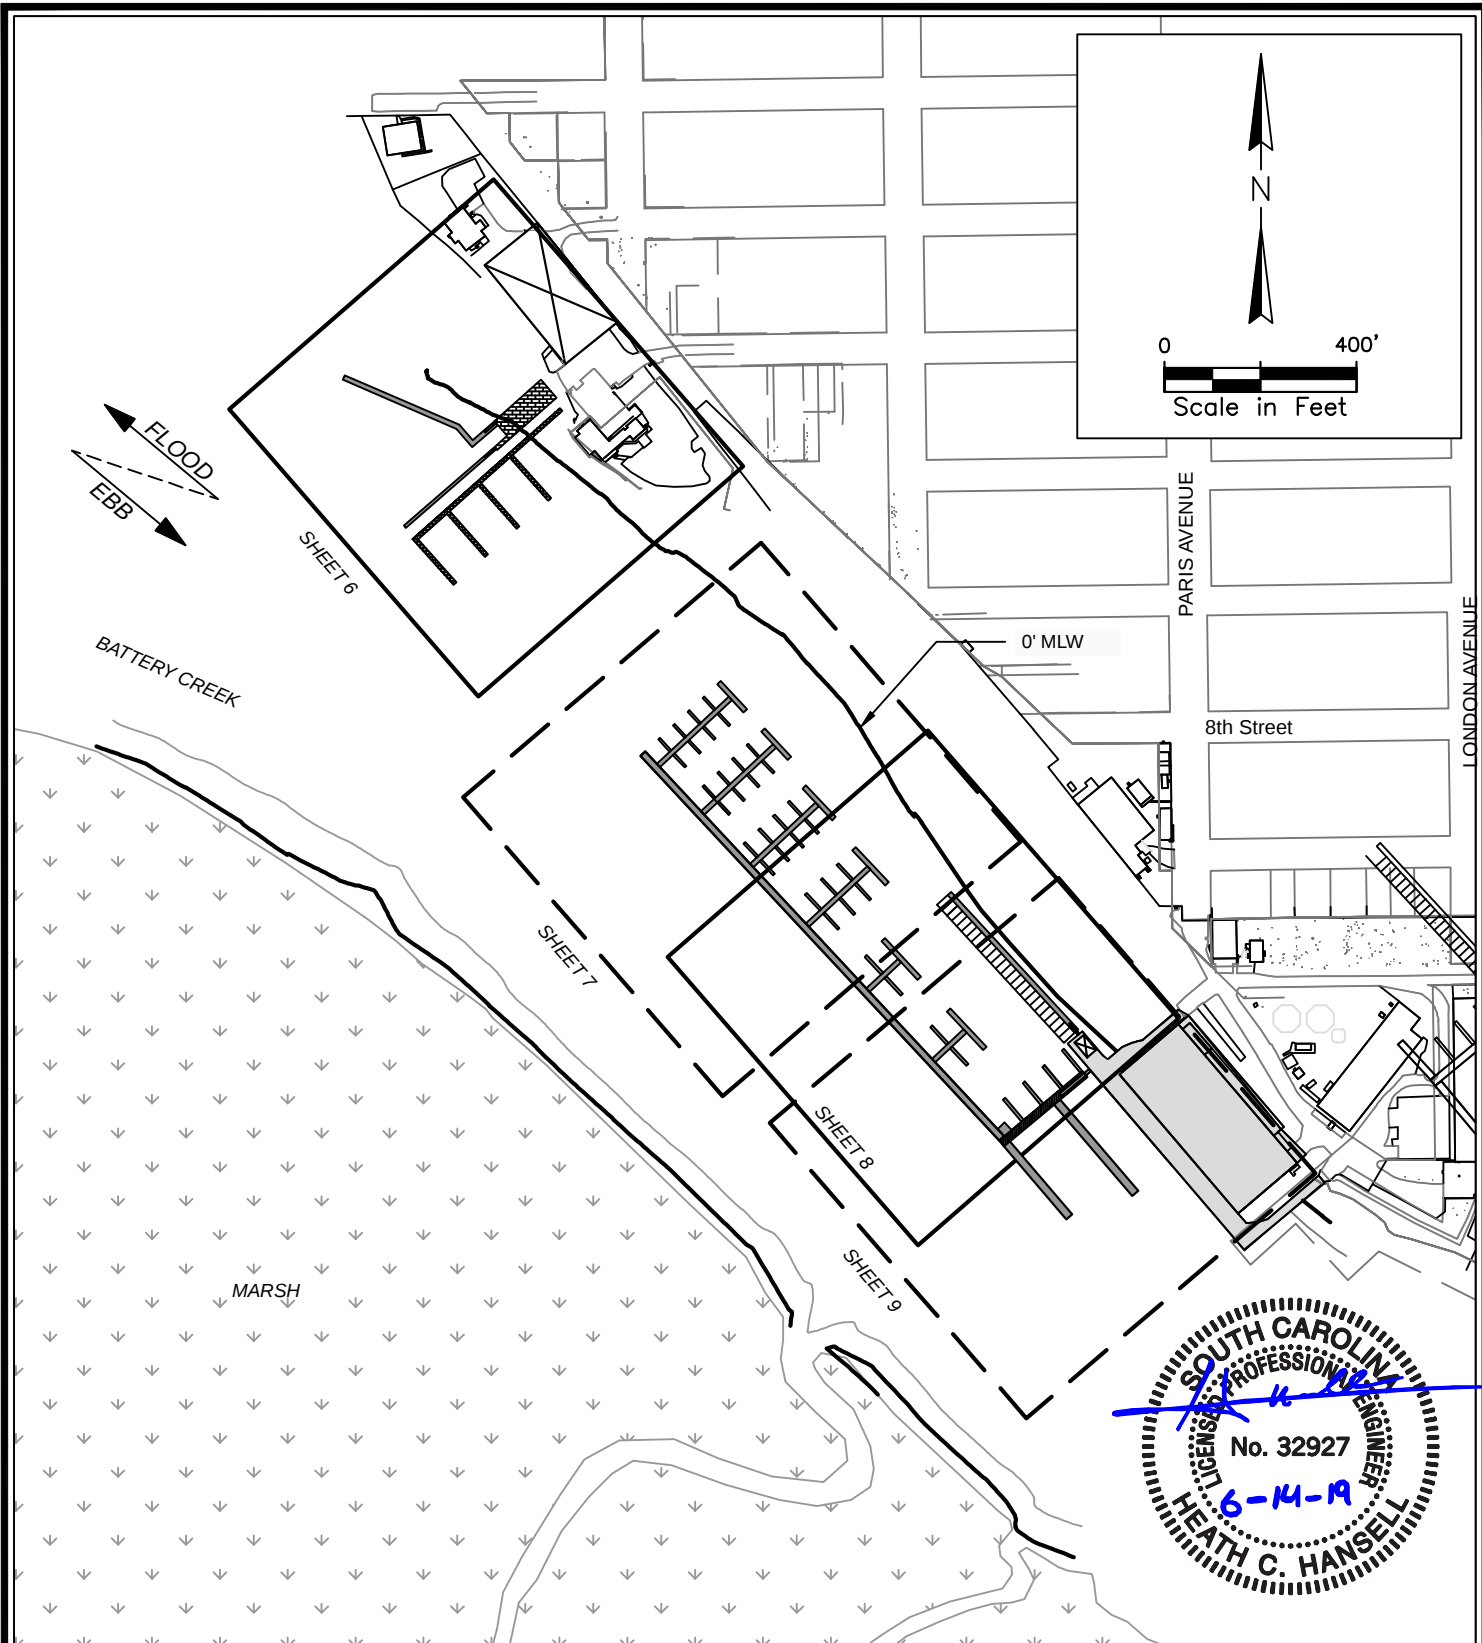 N
0 400'
Scale in Feet
FLOOD
EBB
SHEET 6
PARIS AVENUE
LONDON AVENUE
0' MLW
BATTERY CREEK
8th Street
SHEET 7
SHEET 8
SHEET 9
MARSH
SOUTH CAROLINA
LICENSED PROFESSIONAL ENGINEER
No. 32927
6-14-19
HEATH C. HANSELL